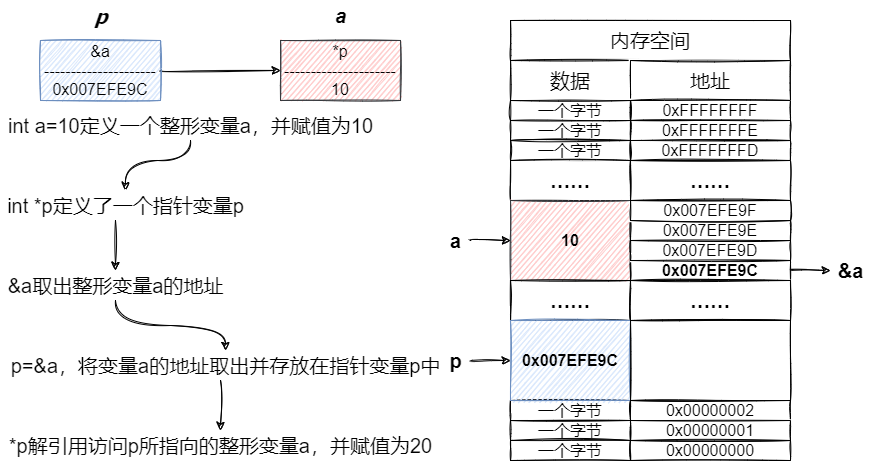 p
a
&a
*p
0x007EFE9C
10
int a=10定义一个整形变量a，并赋值为10
int *p定义了一个指针变量p
&a取出整形变量a的地址
p=&a，将变量a的地址取出并存放在指针变量p中
*p解引用访问p所指向的整形变量a，并赋值为20
内存空间
数据 地址
一个字节 0xFFFFFFFF
一个字节 0xFFFFFFFE
一个字节 0xFFFFFFFD
…… ……
0x007EFE9F
0x007EFE9E
a 10
0x007EFE9D
0x007EFE9C &a
…… ……
p 0x007EFE9C
一个字节 0x00000002
一个字节 0x00000001
一个字节 0x00000000